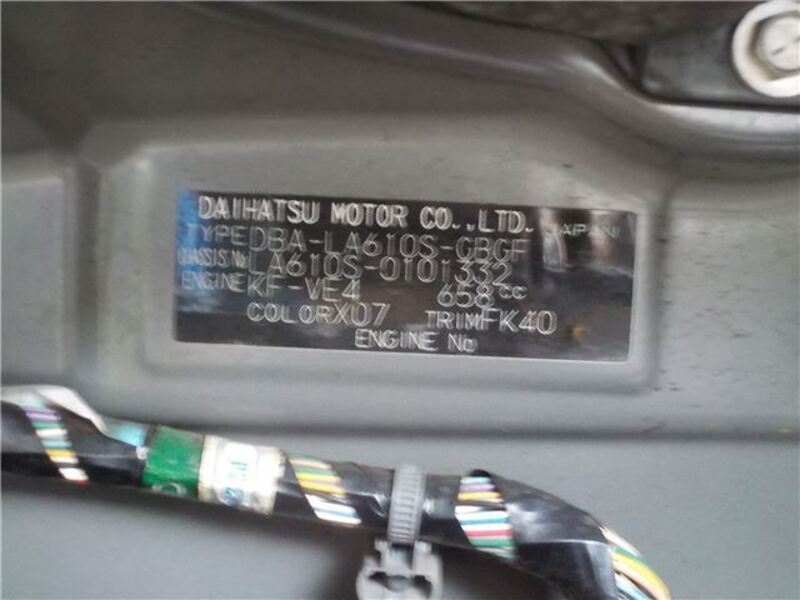 DAIHATSU MOTOR CO.,LTD.
JAPAN
TYPE DBA-LA610S-GBGF
CHASSIS No LA610S-0101332
ENGINE KF-VE4 658cc
COLOR X07 TRIM FK40
ENGINE No